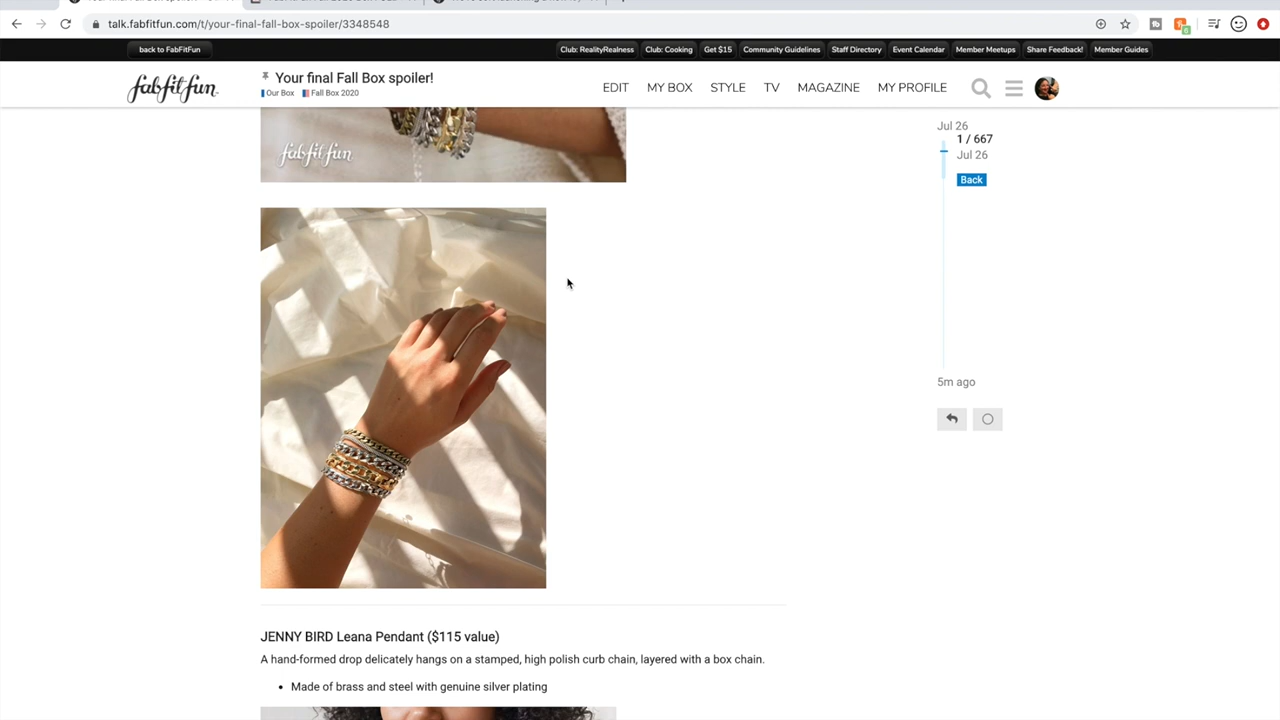 talk.fabfitfun.com/t/your-final-fall-box-spoiler/3348548
back to FabFitFun
Club: RealityRealness
Club: Cooking
Get $15
Community Guidelines
Staff Directory
Event Calendar
Member Meetups
Share Feedback!
Member Guides
fabfitfun
Your final Fall Box spoiler!
Our Box
Fall Box 2020
EDIT
MY BOX
STYLE
TV
MAGAZINE
MY PROFILE
fabfitfun
Jul 26
1 / 667
Jul 26
Back
5m ago
JENNY BIRD Leana Pendant ($115 value)
A hand-formed drop delicately hangs on a stamped, high polish curb chain, layered with a box chain.
• Made of brass and steel with genuine silver plating